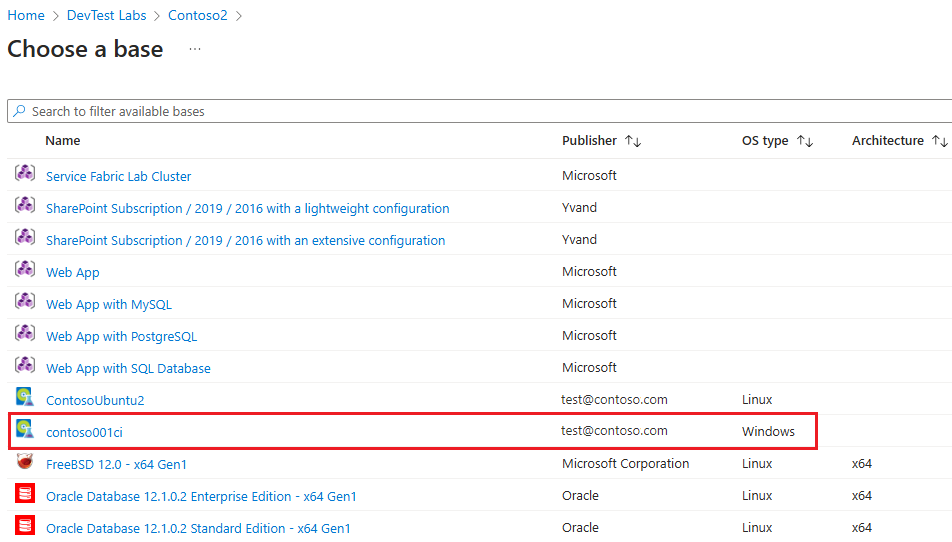 Home > DevTest Labs > Contoso2 >
Choose a base ...
Search to filter available bases
Name Publisher ↑↓ OS type ↑↓ Architecture ↑↓
Service Fabric Lab Cluster Microsoft
SharePoint Subscription / 2019 / 2016 with a lightweight configuration Yvand
SharePoint Subscription / 2019 / 2016 with an extensive configuration Yvand
Web App Microsoft
Web App with MySQL Microsoft
Web App with PostgreSQL Microsoft
Web App with SQL Database Microsoft
ContosoUbuntu2 test@contoso.com Linux
contoso001ci test@contoso.com Windows
FreeBSD 12.0 - x64 Gen1 Microsoft Corporation Linux x64
Oracle Database 12.1.0.2 Enterprise Edition - x64 Gen1 Oracle Linux x64
Oracle Database 12.1.0.2 Standard Edition - x64 Gen1 Oracle Linux x64